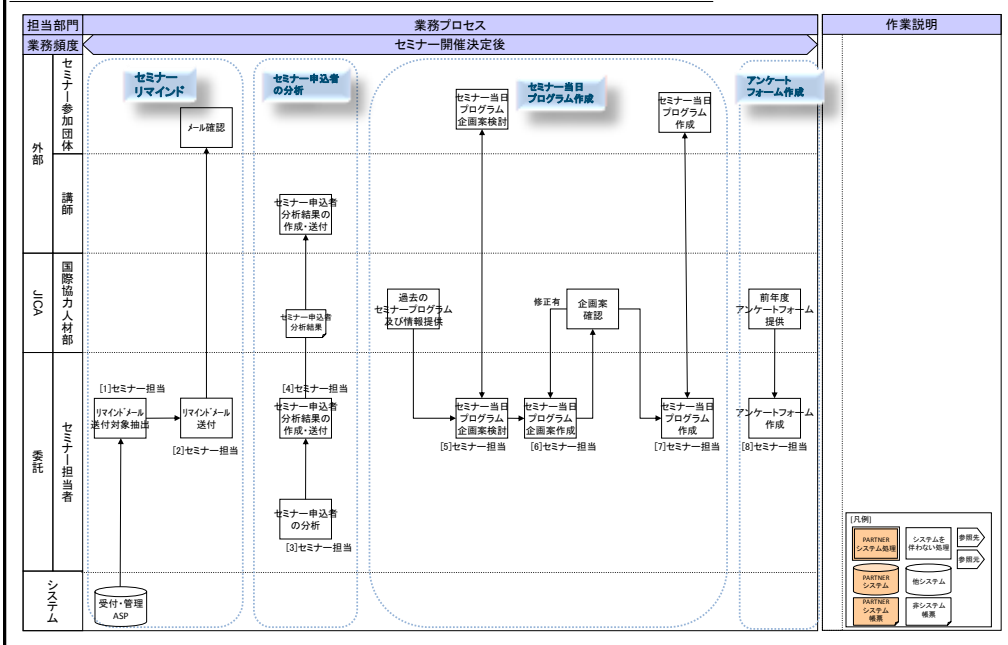 担当部門
業務プロセス
作業説明
業務頻度
セミナー開催決定後
外部
セミナー参加団体
講師
JICA
国際協力人材部
委託
セミナー担当者
システム
セミナー
リマインド
メール確認
[1]セミナー担当
リマインドメール
送付対象抽出
リマインドメール
送付
[2]セミナー担当
受付・管理
ASP
セミナー申込者
の分析
セミナー申込者
分析結果の
作成・送付
セミナー申込者
分析結果
[4]セミナー担当
セミナー申込者
分析結果の
作成・送付
セミナー申込者
の分析
[3]セミナー担当
セミナー当日
プログラム作成
セミナー当日
プログラム
企画案検討
セミナー当日
プログラム
作成
過去の
セミナープログラム
及び情報提供
修正有
企画案
確認
セミナー当日
プログラム
企画案検討
[5]セミナー担当
セミナー当日
プログラム
企画案作成
[6]セミナー担当
セミナー当日
プログラム
作成
[7]セミナー担当
アンケート
フォーム作成
前年度
アンケートフォーム
提供
アンケートフォーム
作成
[8]セミナー担当
[凡例]
PARTNER
システム処理
システムを
伴わない処理
参照先
参照元
PARTNER
システム
他システム
PARTNER
システム
帳票
非システム
帳票